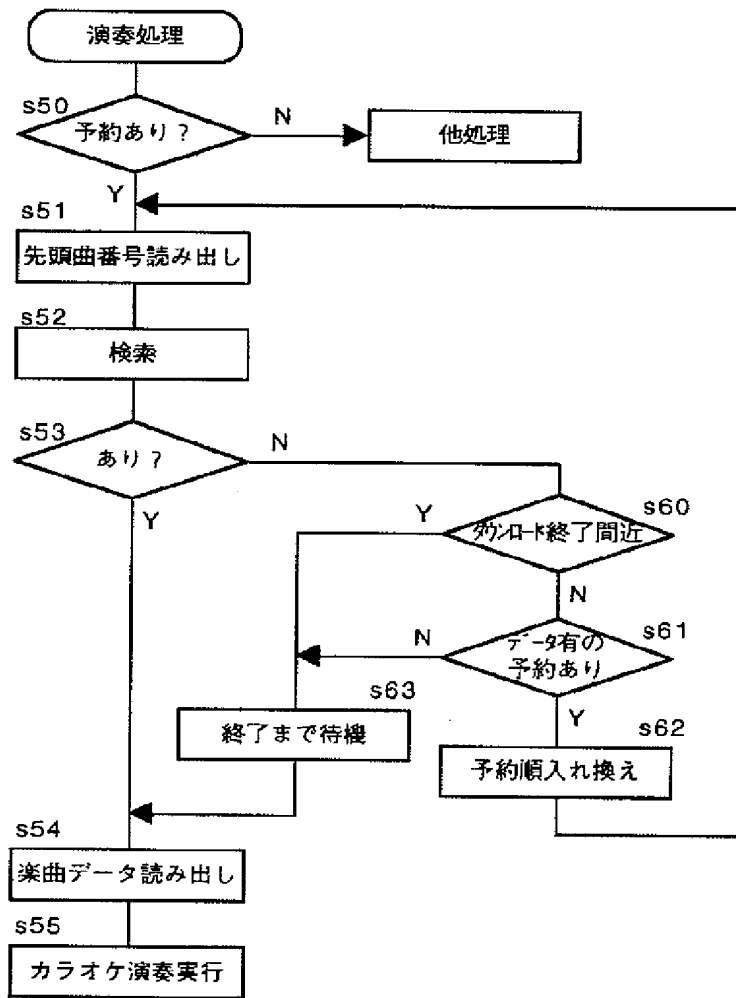 演奏処理
s50
予約あり?
N
他処理
Y
s51
先頭曲番号読み出し
s52
検索
s53
あり?
N
Y
s60
ダウンロード終了間近
Y
N
s61
データ有の
予約あり
N
s63
終了まで待機
Y
s62
予約順入れ換え
s54
楽曲データ読み出し
s55
カラオケ演奏実行